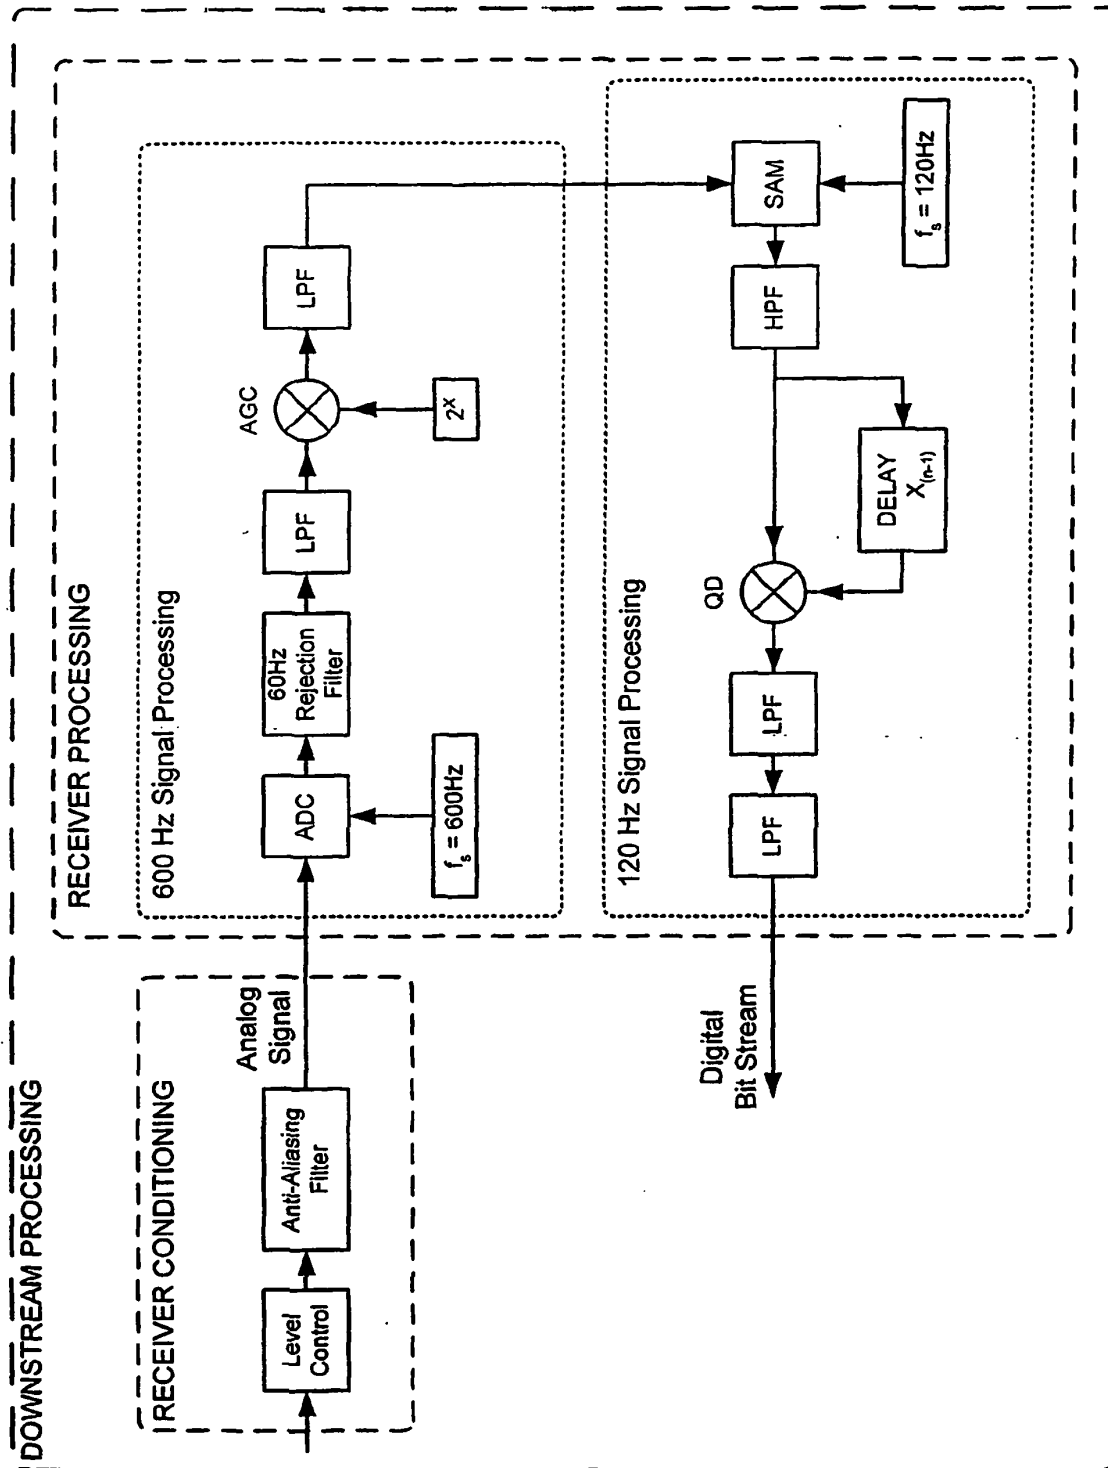 DOWNSTREAM PROCESSING
RECEIVER CONDITIONING
Level
Control
Anti-Aliasing
Filter
Analog
Signal
RECEIVER PROCESSING
600 Hz Signal Processing
ADC
f_s = 600Hz
60Hz
Rejection
Filter
LPF
AGC
2^X
LPF
120 Hz Signal Processing
SAM
f_s = 120Hz
HPF
DELAY
X_(n-1)
QD
LPF
LPF
Digital
Bit Stream